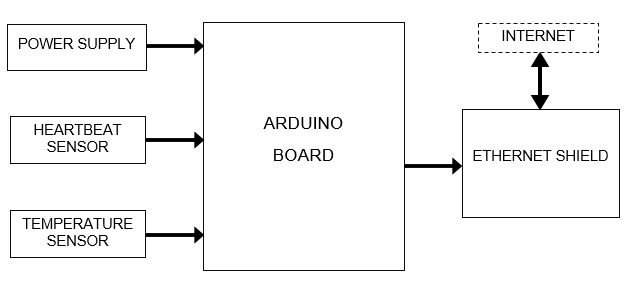 POWER SUPPLY
HEARTBEAT
SENSOR
TEMPERATURE
SENSOR
ARDUINO
BOARD
INTERNET
ETHERNET SHIELD